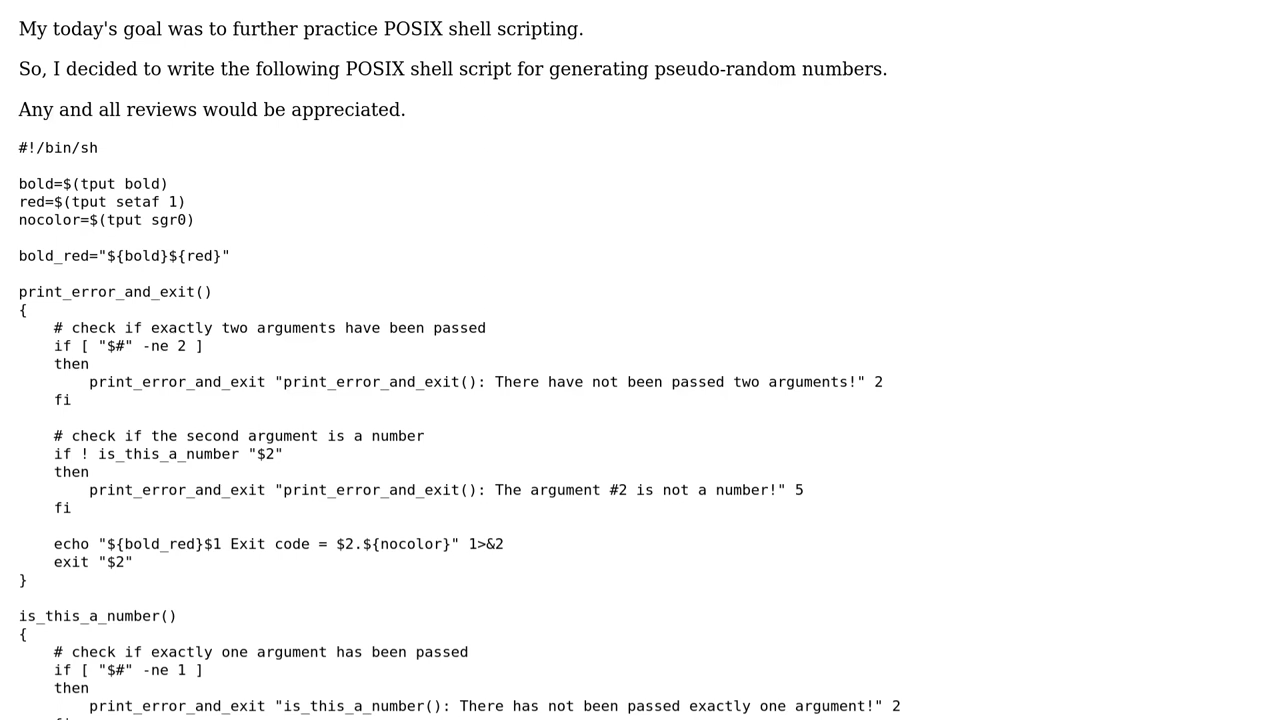 My today's goal was to further practice POSIX shell scripting.
So, I decided to write the following POSIX shell script for generating pseudo-random numbers.
Any and all reviews would be appreciated.
#!/bin/sh
bold=$(tput bold)
red=$(tput setaf 1)
nocolor=$(tput sgr0)
bold_red="${bold}${red}"
print_error_and_exit()
{
    # check if exactly two arguments have been passed
    if [ "$#" -ne 2 ]
    then
        print_error_and_exit "print_error_and_exit(): There have not been passed two arguments!" 2
    fi
    # check if the second argument is a number
    if ! is_this_a_number "$2"
    then
        print_error_and_exit "print_error_and_exit(): The argument #2 is not a number!" 5
    fi
    echo "${bold_red}$1 Exit code = $2.${nocolor}" 1>&2
    exit "$2"
}
is_this_a_number()
{
    # check if exactly one argument has been passed
    if [ "$#" -ne 1 ]
    then
        print_error_and_exit "is_this_a_number(): There has not been passed exactly one argument!" 2